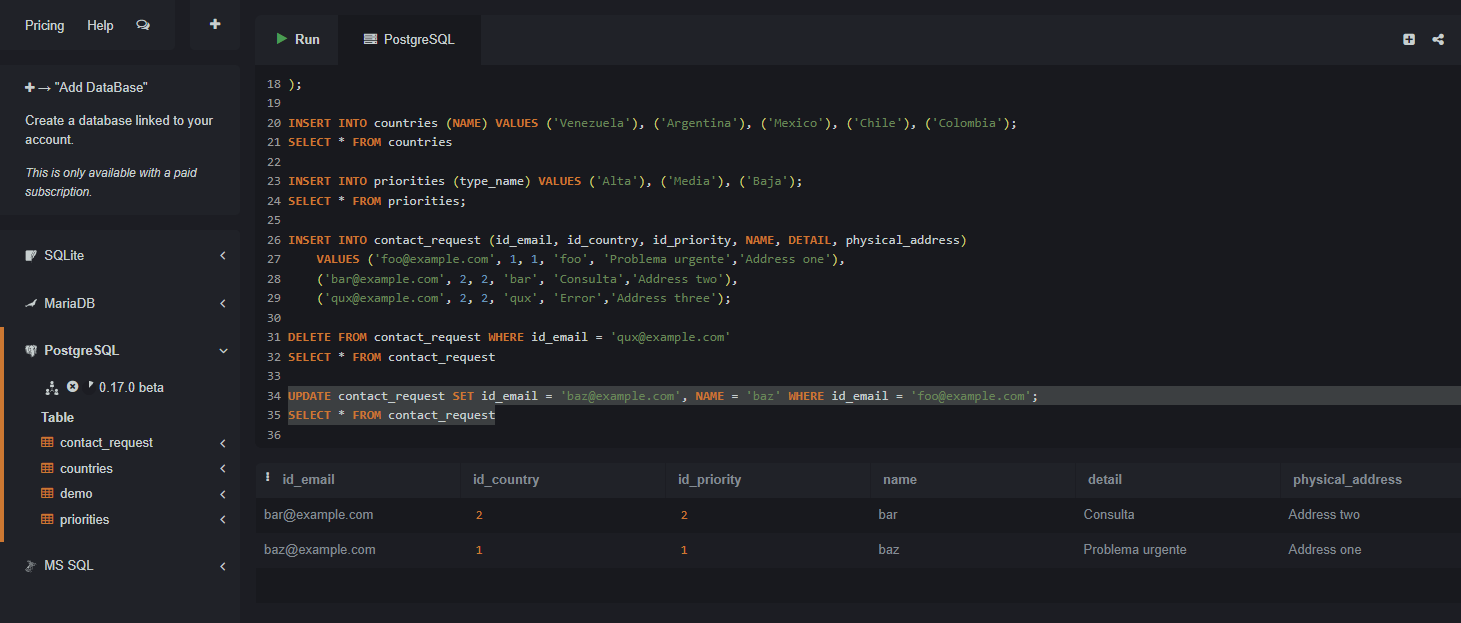 Pricing Help
Run PostgreSQL
"Add DataBase"
Create a database linked to your
account.
This is only available with a paid
subscription.
SQLite
MariaDB
PostgreSQL
0.17.0 beta
Table
contact_request
countries
demo
priorities
MS SQL
18 );
19
20 INSERT INTO countries (NAME) VALUES ('Venezuela'), ('Argentina'), ('Mexico'), ('Chile'), ('Colombia');
21 SELECT * FROM countries
22
23 INSERT INTO priorities (type_name) VALUES ('Alta'), ('Media'), ('Baja');
24 SELECT * FROM priorities;
25
26 INSERT INTO contact_request (id_email, id_country, id_priority, NAME, DETAIL, physical_address)
27 VALUES ('foo@example.com', 1, 1, 'foo', 'Problema urgente','Address one'),
28 ('bar@example.com', 2, 2, 'bar', 'Consulta','Address two'),
29 ('qux@example.com', 2, 2, 'qux', 'Error','Address three');
30
31 DELETE FROM contact_request WHERE id_email = 'qux@example.com'
32 SELECT * FROM contact_request
33
34 UPDATE contact_request SET id_email = 'baz@example.com', NAME = 'baz' WHERE id_email = 'foo@example.com';
35 SELECT * FROM contact_request
36
id_email id_country id_priority name detail physical_address
bar@example.com 2 2 bar Consulta Address two
baz@example.com 1 1 baz Problema urgente Address one